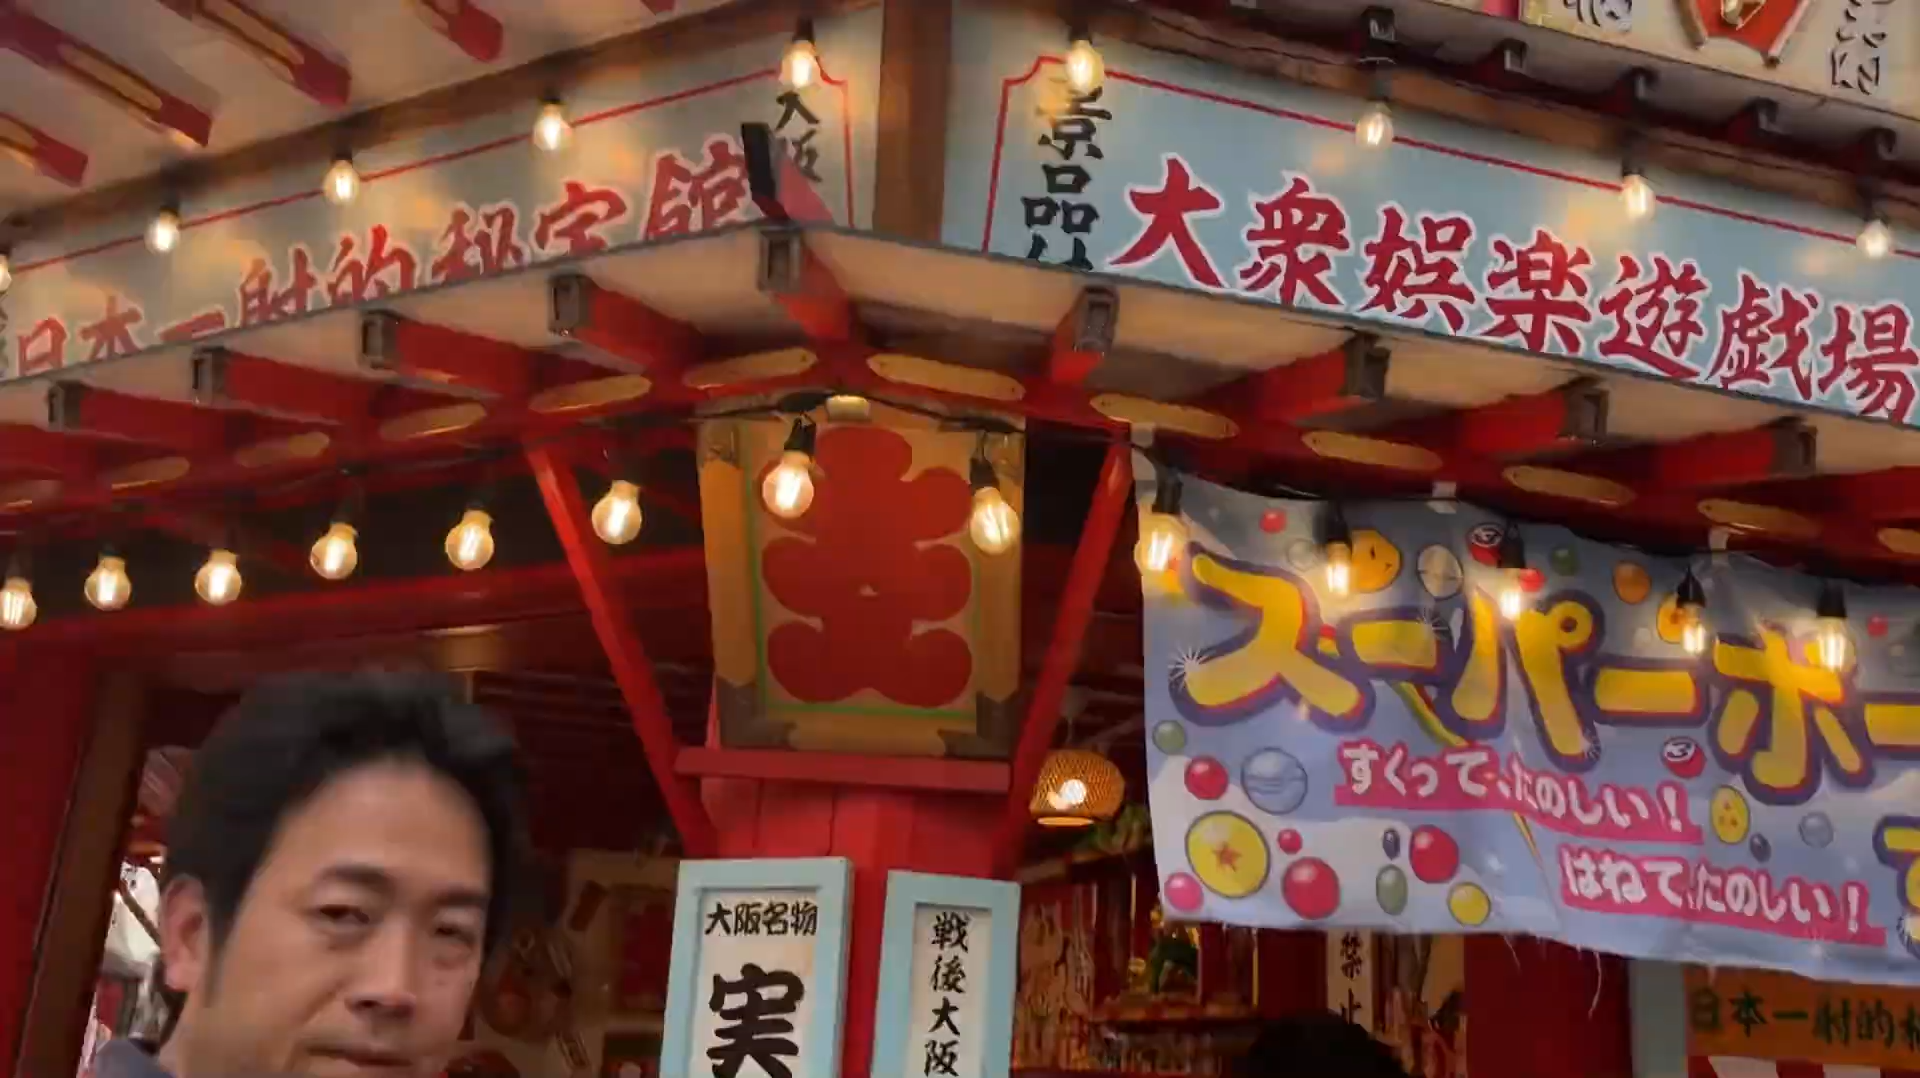 大阪
日本一射的秘宝館
景品付
大衆娯楽遊戯場
スーパーボー
すくって、たのしい！
はねて、たのしい！
大阪名物
実
戦後大阪
禁止
日本一射的